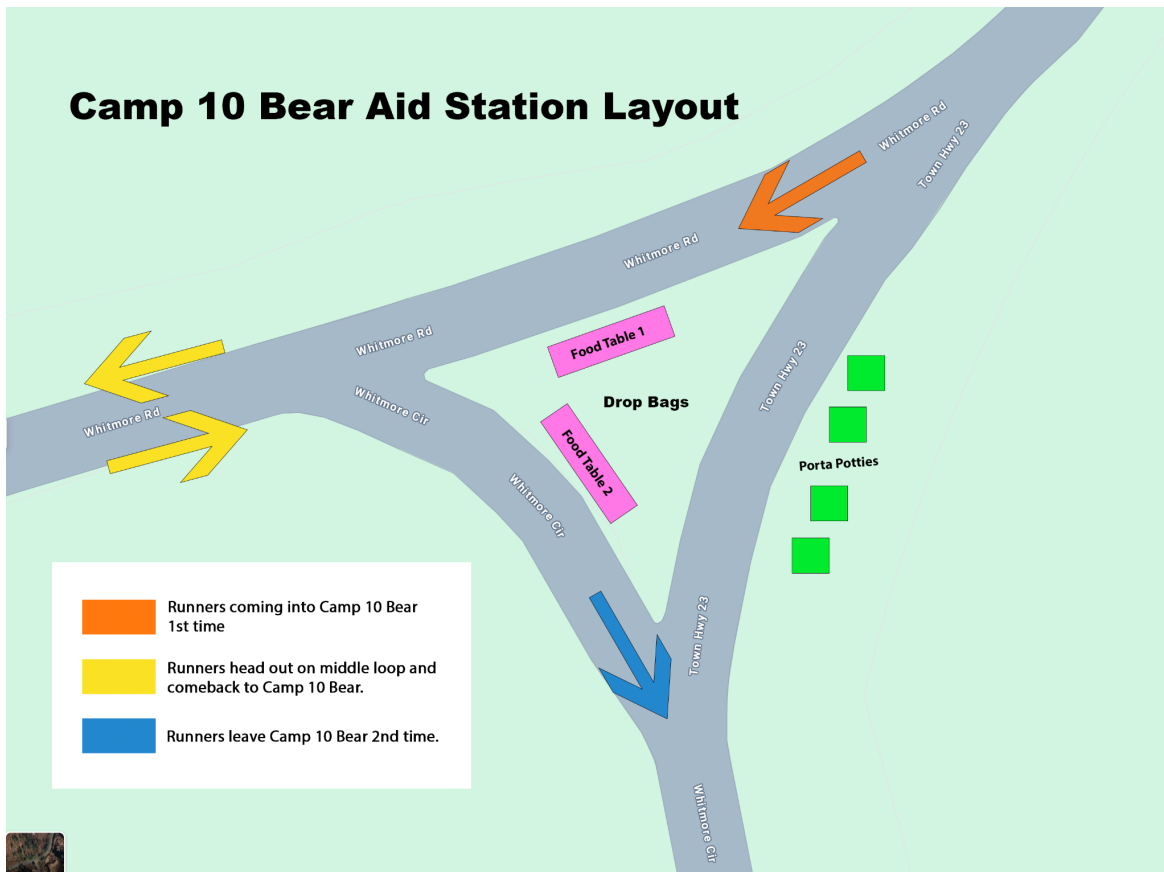 Camp 10 Bear Aid Station Layout
Whitmore Rd
Town Hwy 23
Whitmore Rd
Whitmore Rd
Food Table 1
Town Hwy 23
Whitmore Cir
Drop Bags
Whitmore Rd
Food Table 2
Porta Potties
Whitmore Cir
Runners coming into Camp 10 Bear
1st time
Runners head out on middle loop and
comeback to Camp 10 Bear.
Runners leave Camp 10 Bear 2nd time.
Town Hwy 23
Whitmore Cir